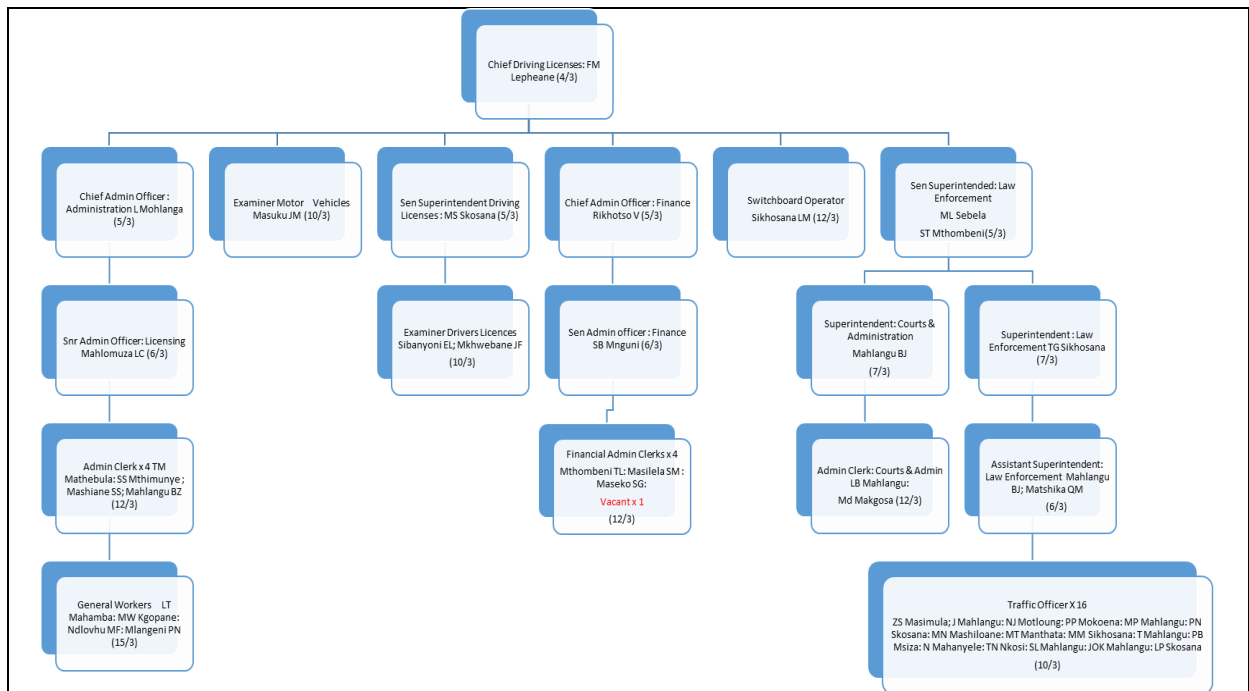 Chief Driving Licenses: FM
Lepheane (4/3)
Chief Admin Officer :
Administration L Mohlanga
(5/3)
Examiner Motor Vehicles
Masuku JM (10/3)
Sen Superintendent Driving
Licenses : MS Skosana (5/3)
Chief Admin Officer : Finance
Rikhotso V (5/3)
Switchboard Operator
Sikhosana LM (12/3)
Sen Superintended: Law
Enforcement
ML Sebela
ST Mthombeni(5/3)
Snr Admin Officer: Licensing
Mahlomuza LC (6/3)
Examiner Drivers Licences
Sibanyoni EL; Mkhwebane JF
(10/3)
Sen Admin officer : Finance
SB Mnguni (6/3)
Superintendent: Courts &
Administration
Mahlangu BJ
(7/3)
Superintendent : Law
Enforcement TG Sikhosana
(7/3)
Admin Clerk x 4 TM
Mathebula: SS Mthimunye ;
Mashiane SS; Mahlangu BZ
(12/3)
Financial Admin Clerks x 4
Mthombeni TL: Masilela SM :
Maseko SG:
Vacant x 1
(12/3)
Admin Clerk: Courts & Admin
LB Mahlangu:
Md Makgosa (12/3)
Assistant Superintendent:
Law Enforcement Mahlangu
BJ; Matshika QM
(6/3)
General Workers LT
Mahamba: MW Kgopane:
Ndlovhu MF: Mlangeni PN
(15/3)
Traffic Officer X 16
ZS Masimula; J Mahlangu: NJ Motloung: PP Mokoena: MP Mahlangu: PN
Skosana: MN Mashiloane: MT Manthata: MM Sikhosana: T Mahlangu: PB
Msiza: N Mahanyele: TN Nkosi: SL Mahlangu: JOK Mahlangu: LP Skosana
(10/3)